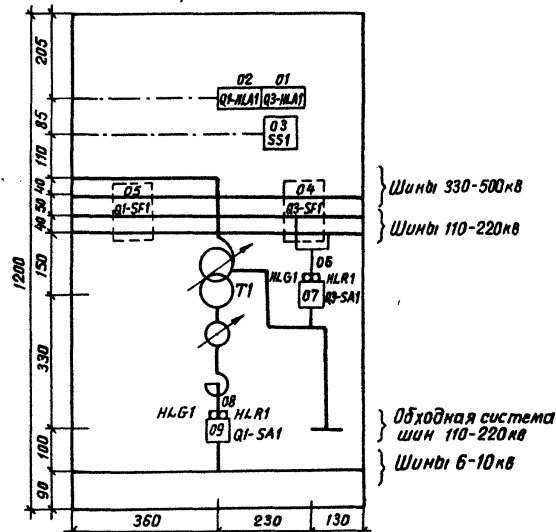 205
02 01
Q1-HLA1 Q3-HLA1
85
03
SS1
110
40
05
04
Шины 330-500кв
30
Q1-SF1
Q3-SF1
40
Шины 110-220кв
06
150
HLG1 HLR1
1200
T1
07
Q3-SA1
330
08
HLG1 HLR1
Обходная система
шин 110-220кв
09
Q1-SA1
100
Шины 6-10кв
90
360 230 130